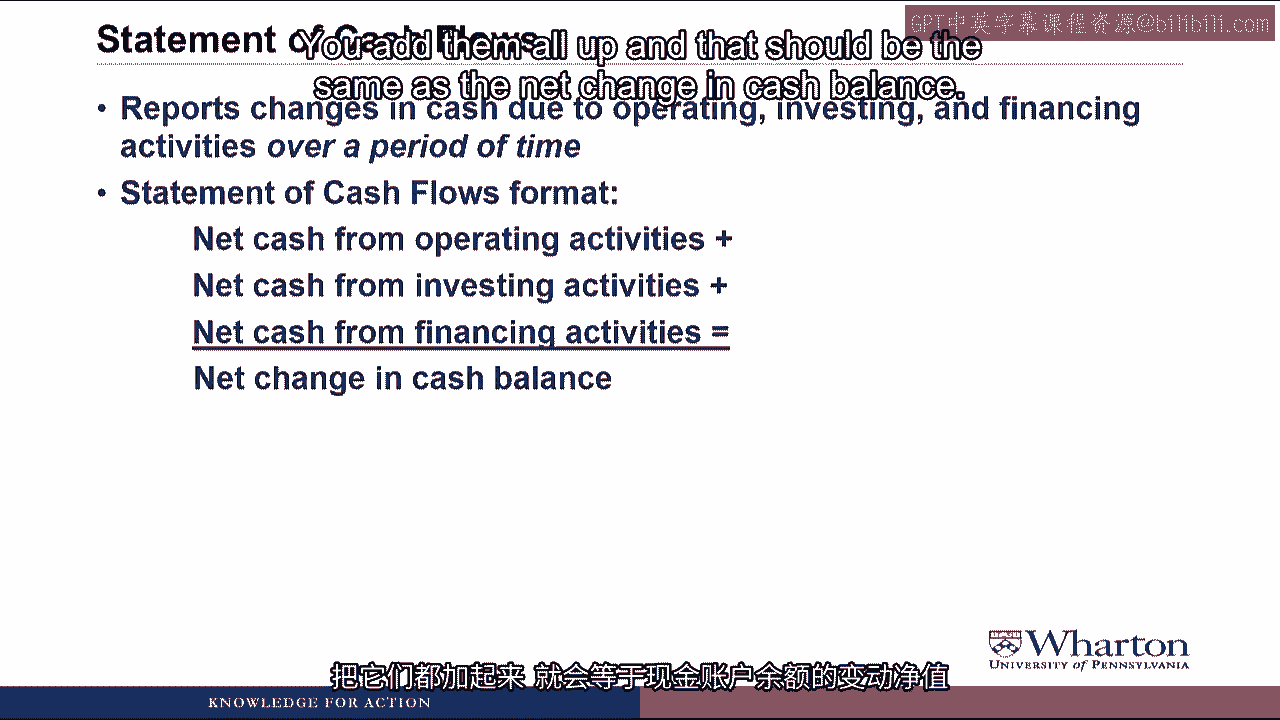 GPT中英字幕课程资源@bilibili.com
Statement of Cash Flows
You add them all up and that should be the
same as the net change in cash balance.
• Reports changes in cash due to operating, investing, and financing
activities over a period of time
• Statement of Cash Flows format:
Net cash from operating activities +
Net cash from investing activities +
Net cash from financing activities =
Net change in cash balance
Wharton
UNIVERSITY of PENNSYLVANIA
把它们都加起来 就会等于现金账户余额的变动净值
KNOWLEDGE FOR ACTION